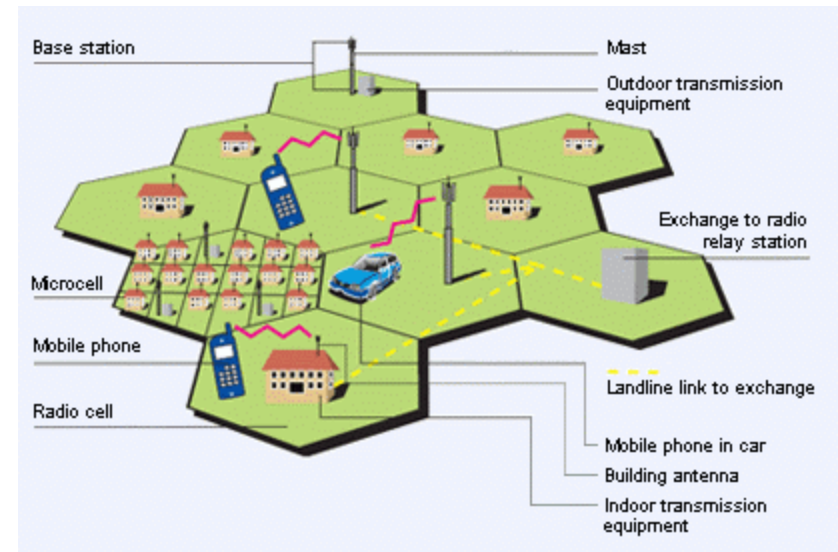 Base station
Mast
Outdoor transmission
equipment
Exchange to radio
relay station
Microcell
Mobile phone
Radio cell
Landline link to exchange
Mobile phone in car
Building antenna
Indoor transmission
equipment